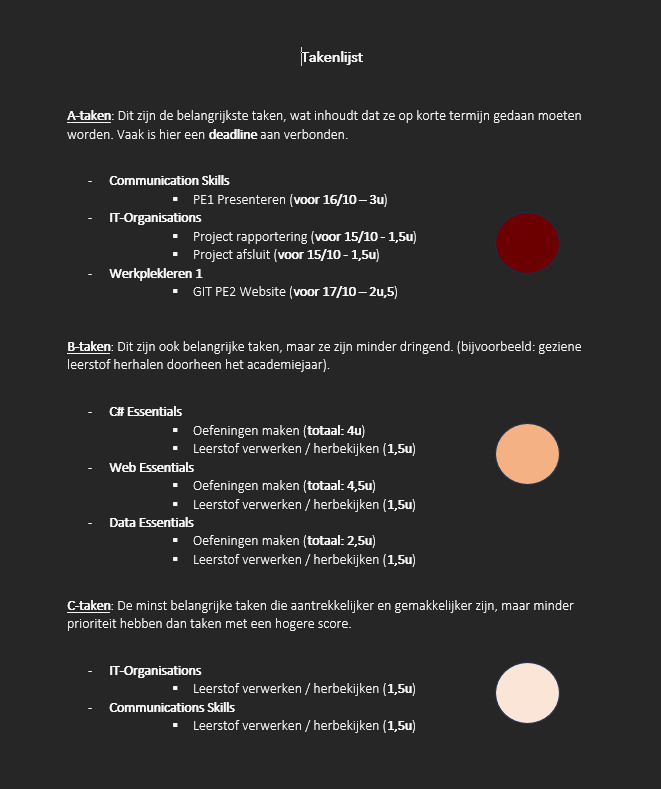 Takenlijst
A-taken: Dit zijn de belangrijkste taken, wat inhoudt dat ze op korte termijn gedaan moeten
worden. Vaak is hier een deadline aan verbonden.
- Communication Skills
▪ PE1 Presenteren (voor 16/10 – 3u)
- IT-Organisations
▪ Project rapportering (voor 15/10 - 1,5u)
▪ Project afsluit (voor 15/10 - 1,5u)
- Werkplekleren 1
▪ GIT PE2 Website (voor 17/10 – 2u,5)
B-taken: Dit zijn ook belangrijke taken, maar ze zijn minder dringend. (bijvoorbeeld: geziene
leerstof herhalen doorheen het academiejaar).
- C# Essentials
▪ Oefeningen maken (totaal: 4u)
▪ Leerstof verwerken / herbekijken (1,5u)
- Web Essentials
▪ Oefeningen maken (totaal: 4,5u)
▪ Leerstof verwerken / herbekijken (1,5u)
- Data Essentials
▪ Oefeningen maken (totaal: 2,5u)
▪ Leerstof verwerken / herbekijken (1,5u)
C-taken: De minst belangrijke taken die aantrekkelijker en gemakkelijker zijn, maar minder
prioriteit hebben dan taken met een hogere score.
- IT-Organisations
▪ Leerstof verwerken / herbekijken (1,5u)
- Communications Skills
▪ Leerstof verwerken / herbekijken (1,5u)